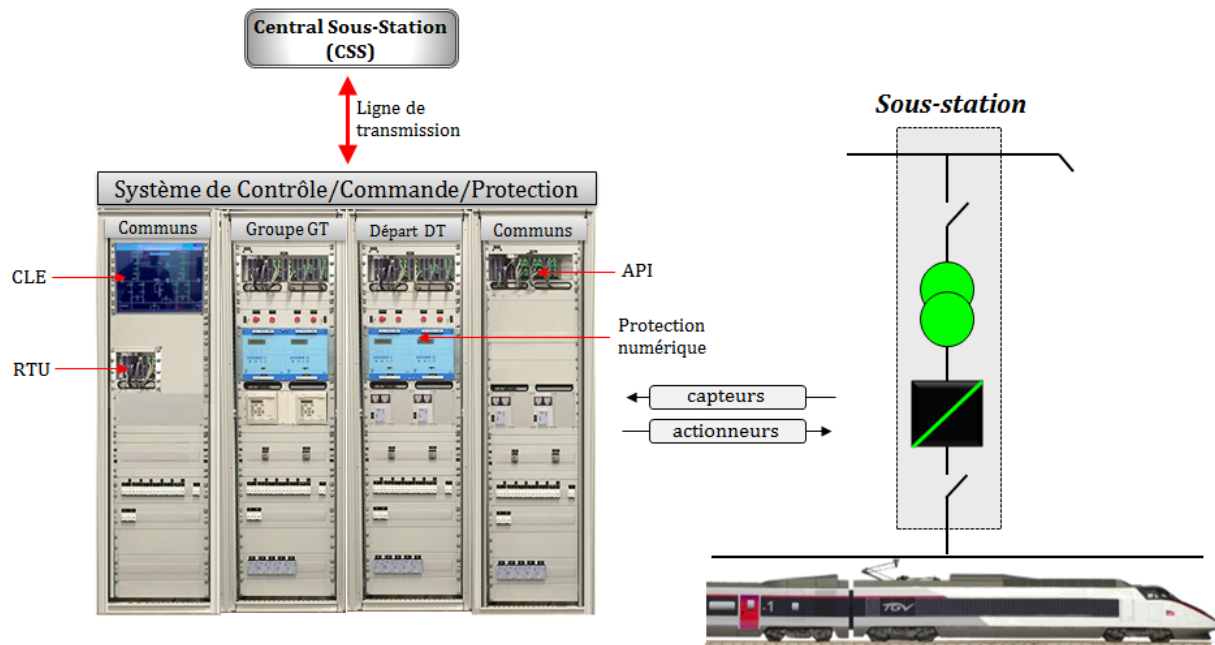 Central Sous-Station
(CSS)
Ligne de
transmission
Sous-station
Système de Contrôle/Commande/Protection
Communs
Groupe GT
Départ DT
Communs
CLE
API
Protection
numérique
RTU
capteurs
actionneurs
-1
TGV